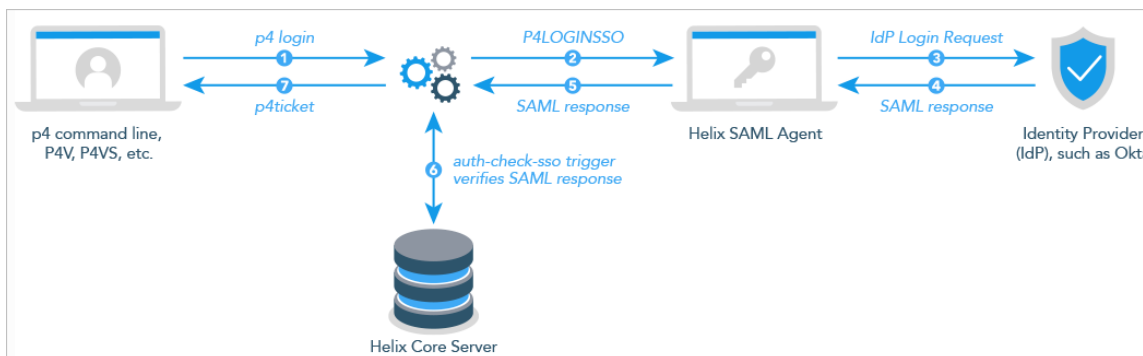 p4 login
1
P4LOGINSSO
2
IdP Login Request
3
7
p4ticket
5
SAML response
4
SAML response
p4 command line,
P4V, P4VS, etc.
Helix SAML Agent
Identity Provider
(IdP), such as Okt
6
auth-check-sso trigger
verifies SAML response
Helix Core Server